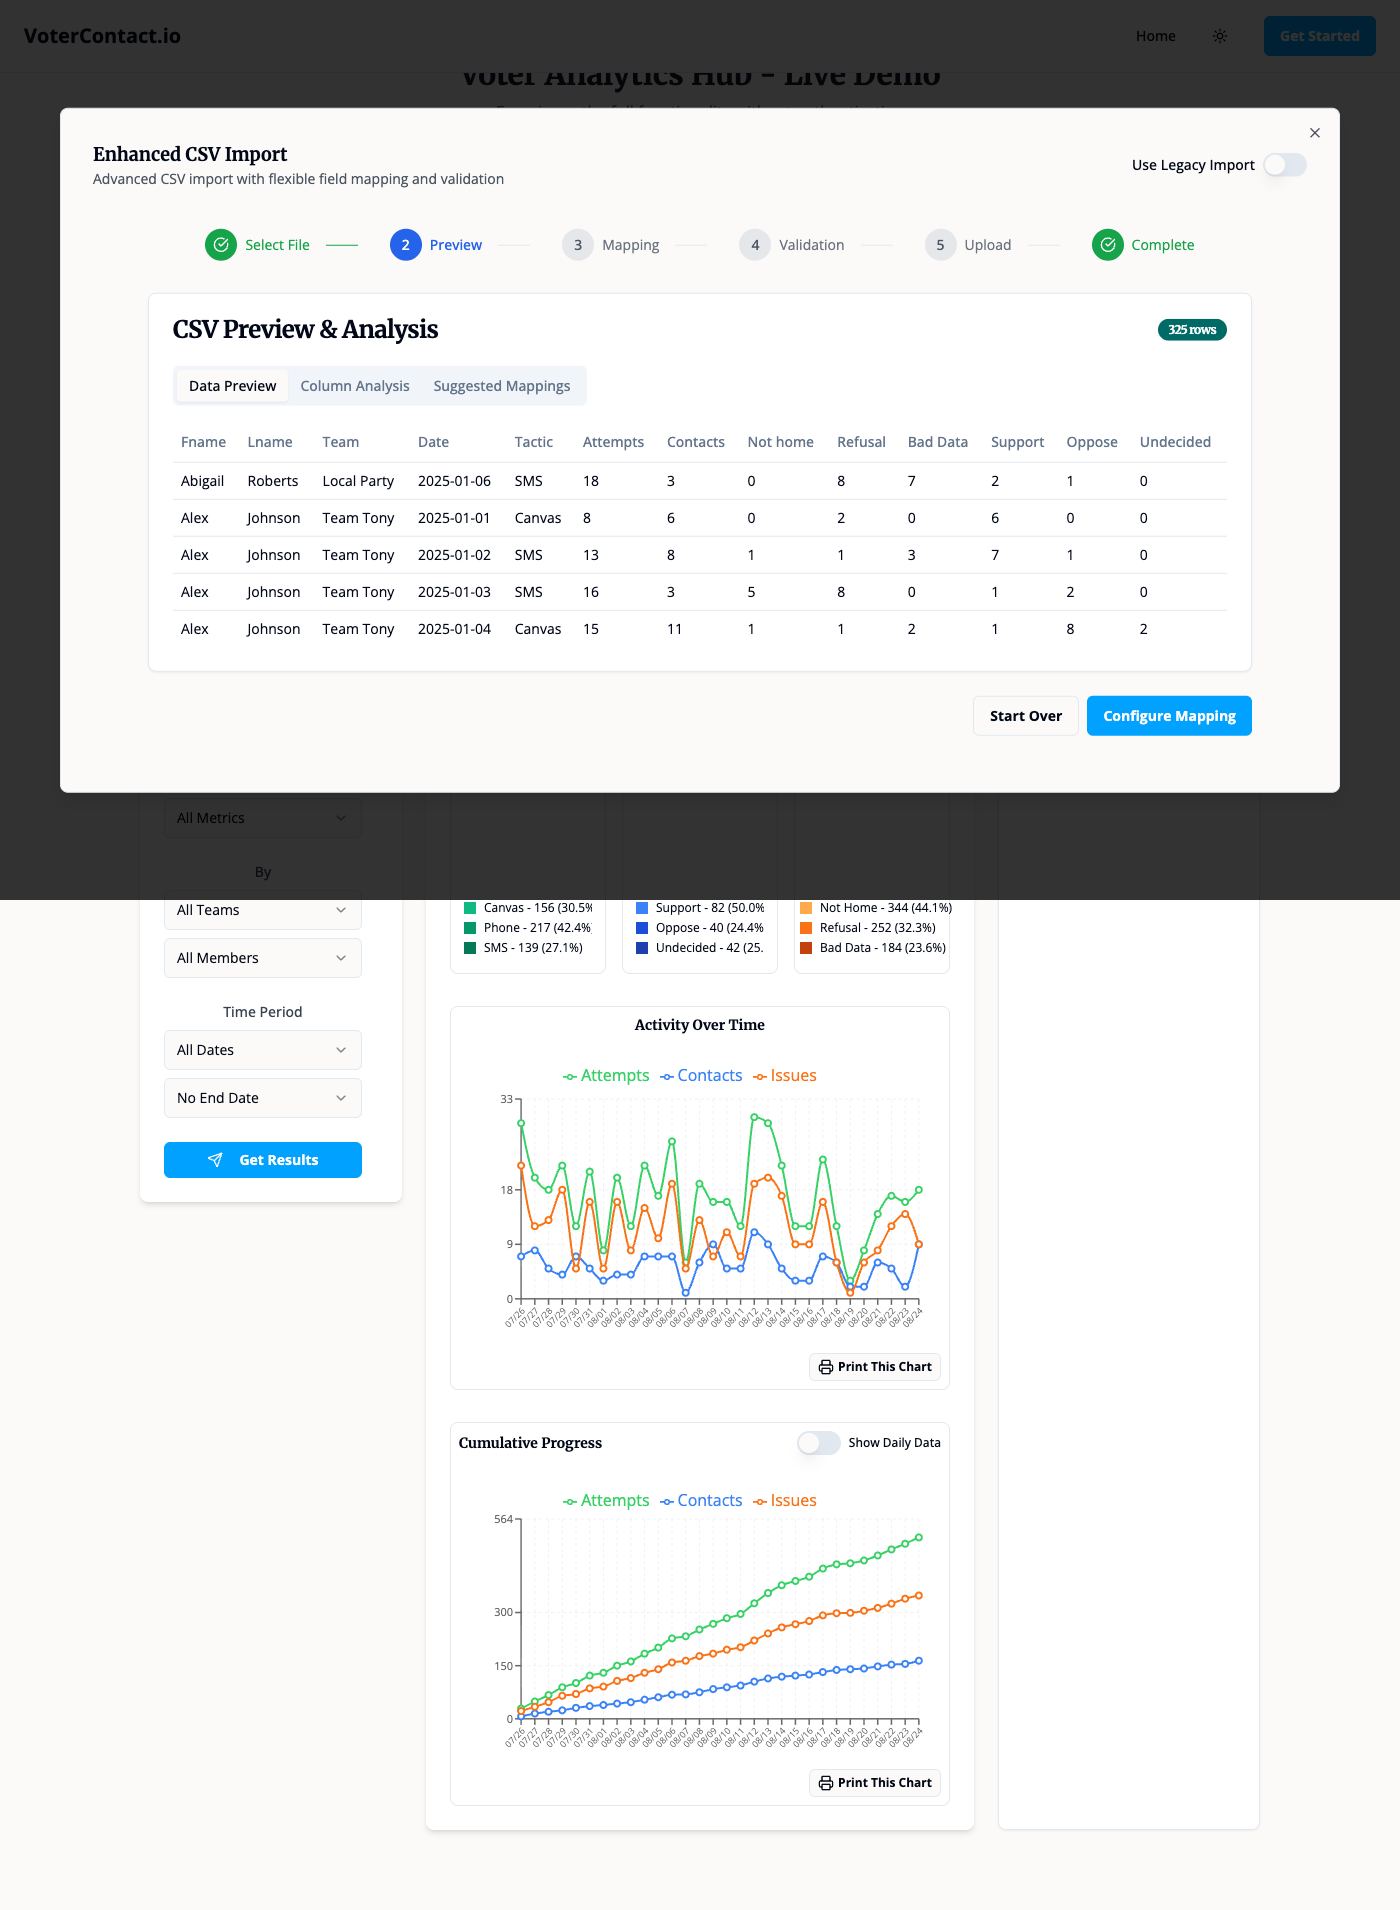 VoterContact.io
Home
Get Started
Voter Analytics Hub - Live Demo
Enhanced CSV Import
Advanced CSV import with flexible field mapping and validation
Use Legacy Import
Select File
2 Preview
3 Mapping
4 Validation
5 Upload
Complete
CSV Preview & Analysis
325 rows
Data Preview Column Analysis Suggested Mappings
Fname Lname Team Date Tactic Attempts Contacts Not home Refusal Bad Data Support Oppose Undecided
Abigail Roberts Local Party 2025-01-06 SMS 18 3 0 8 7 2 1 0
Alex Johnson Team Tony 2025-01-01 Canvas 8 6 0 2 0 6 0 0
Alex Johnson Team Tony 2025-01-02 SMS 13 8 1 1 3 7 1 0
Alex Johnson Team Tony 2025-01-03 SMS 16 3 5 8 0 1 2 0
Alex Johnson Team Tony 2025-01-04 Canvas 15 11 1 1 2 1 8 2
Start Over
Configure Mapping
All Metrics
By
All Teams
All Members
Time Period
All Dates
No End Date
Get Results
Canvas - 156 (30.5%
Phone - 217 (42.4%
SMS - 139 (27.1%)
Support - 82 (50.0%
Oppose - 40 (24.4%
Undecided - 42 (25.
Not Home - 344 (44.1%)
Refusal - 252 (32.3%)
Bad Data - 184 (23.6%)
Activity Over Time
Attempts Contacts Issues
33
18
9
0
07/26 07/27 07/28 07/29 07/30 07/31 08/01 08/02 08/03 08/04 08/05 08/06 08/07 08/08 08/09 08/10 08/11 08/12 08/13 08/14 08/15 08/16 08/17 08/18 08/19 08/20 08/21 08/22 08/23 08/24
Print This Chart
Cumulative Progress
Show Daily Data
Attempts Contacts Issues
564
300
150
0
07/26 07/27 07/28 07/29 07/30 07/31 08/01 08/02 08/03 08/04 08/05 08/06 08/07 08/08 08/09 08/10 08/11 08/12 08/13 08/14 08/15 08/16 08/17 08/18 08/19 08/20 08/21 08/22 08/23 08/24
Print This Chart